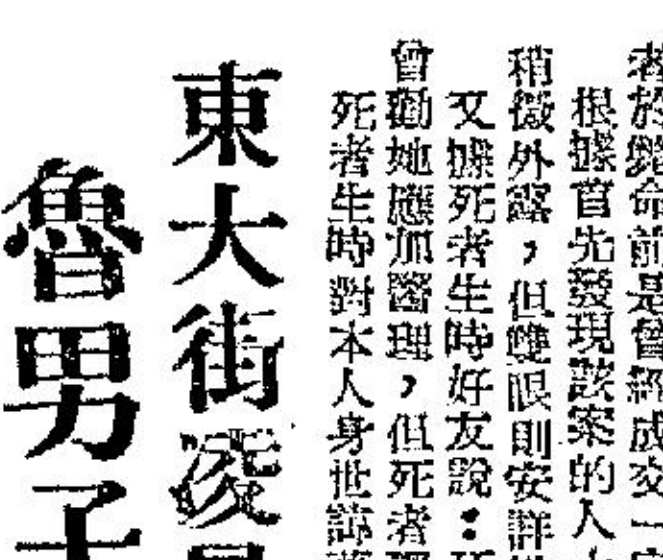 者於斃命前是曾經成交一
根據首先發現該案的人
稍微外露，但雙眼則安詳
又據死者生時好友說：
曾勸她應加醫理，但死者
死者生時對本人身世諱
東大街
魯男子